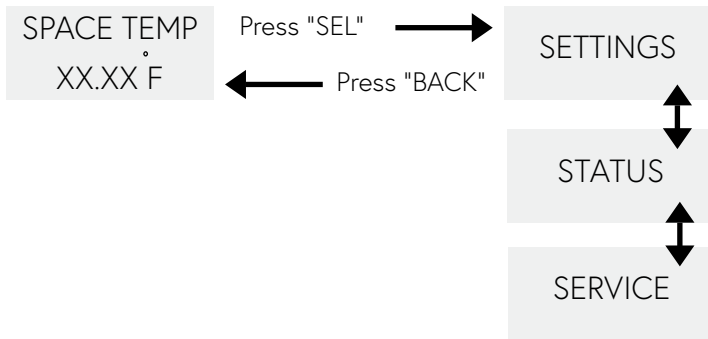 SPACE TEMP
XX.XX °F
Press "SEL"
Press "BACK"
SETTINGS
STATUS
SERVICE